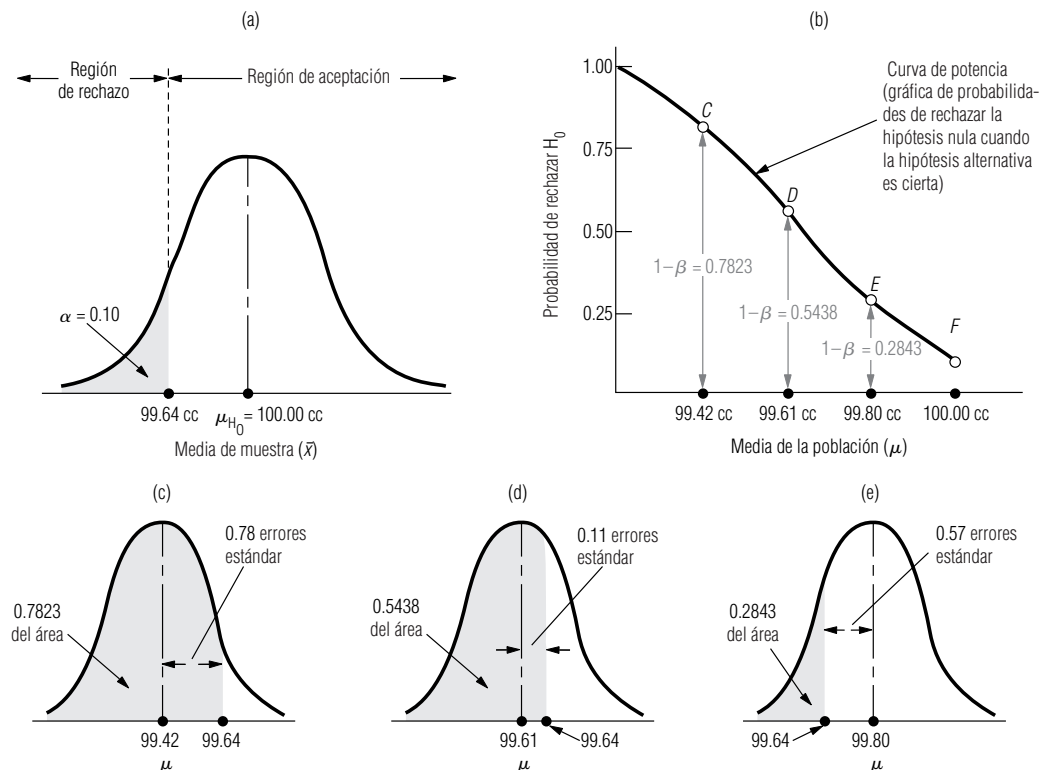 (a)
Región
de rechazo
Región de aceptación
α = 0.10
99.64 cc
μH₀ = 100.00 cc
Media de muestra (x̄)
(b)
Probabilidad de rechazar H₀
1.00
0.75
0.50
0.25
C
D
E
F
1–β = 0.7823
1–β = 0.5438
1–β = 0.2843
Curva de potencia
(gráfica de probabilida-
des de rechazar la
hipótesis nula cuando
la hipótesis alternativa
es cierta)
99.42 cc
99.61 cc
99.80 cc
100.00 cc
Media de la población (μ)
(c)
0.78 errores
estándar
0.7823
del área
99.42
99.64
μ
(d)
0.11 errores
estándar
0.5438
del área
99.61
99.64
μ
(e)
0.57 errores
estándar
0.2843
del área
99.64
99.80
μ